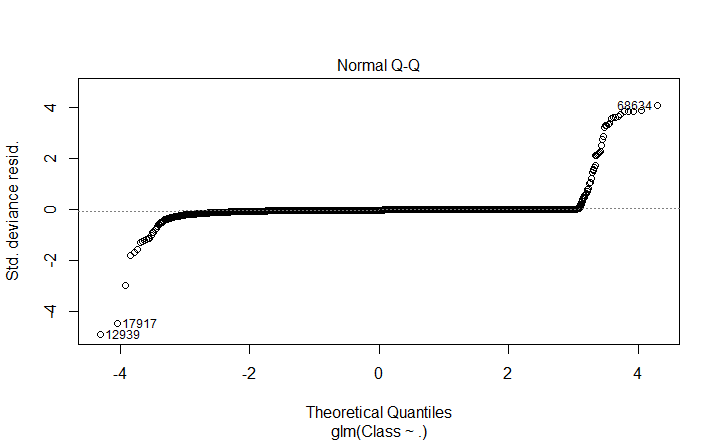 Normal Q-Q
Std. deviance resid.
4
2
0
-2
-4
68634
17917
12939
-4 -2 0 2 4
Theoretical Quantiles
glm(Class ~ .)